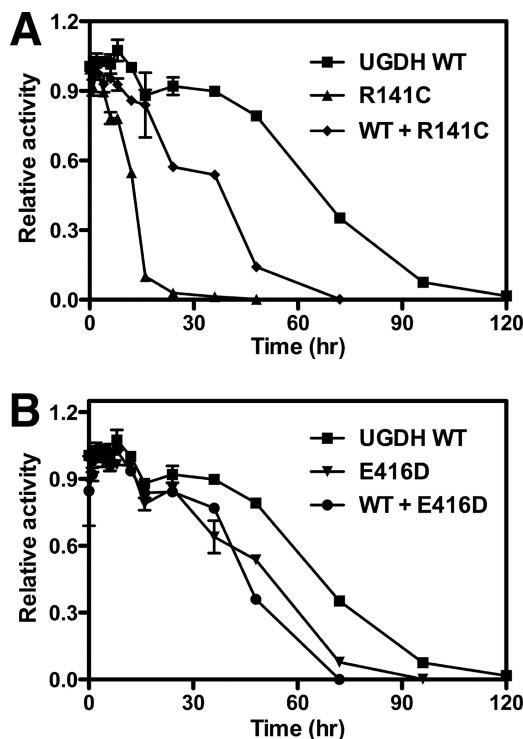 A
1.2
0.9
0.6
0.3
0.0
Relative activity
UGDH WT
R141C
WT + R141C
0 30 60 90 120
Time (hr)
B
1.2
0.9
0.6
0.3
0.0
Relative activity
UGDH WT
E416D
WT + E416D
0 30 60 90 120
Time (hr)